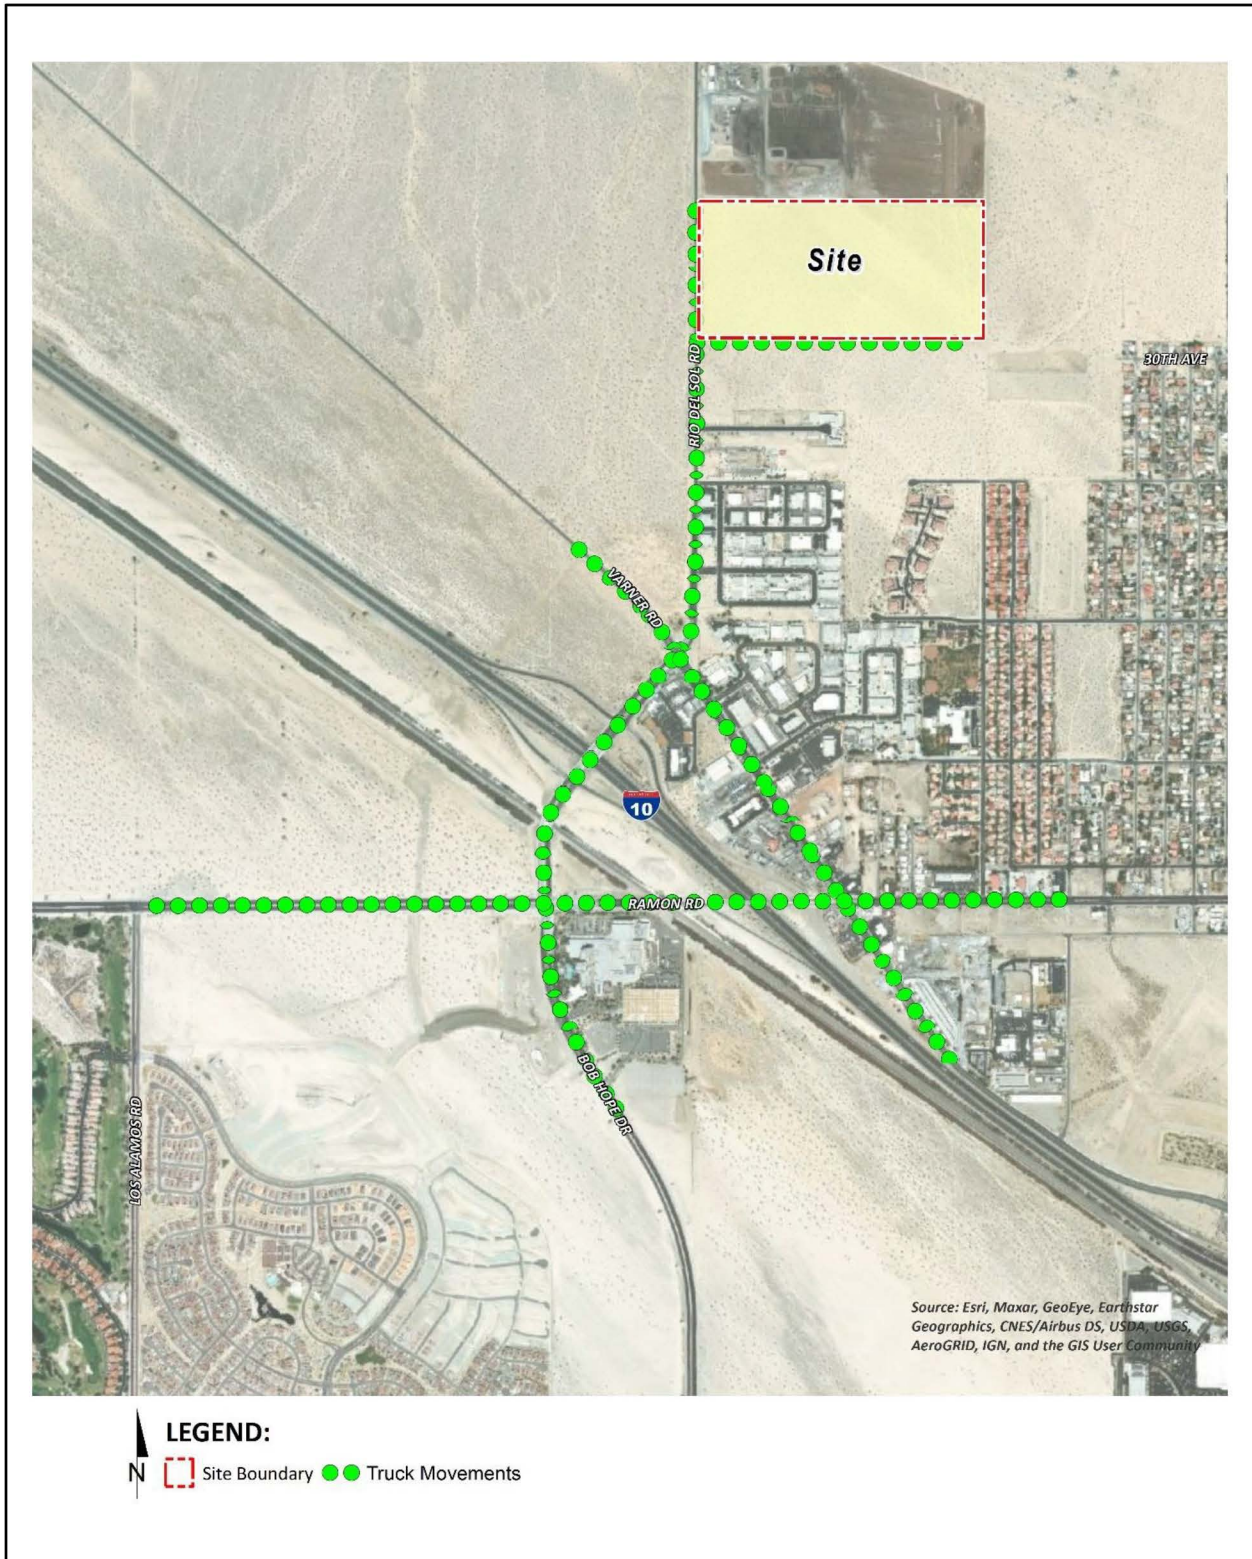 Site
30TH AVE
RIO DEL SOL RD
VARNER RD
10
RAMON RD
BOB HOPE DR
LOS ALAMOS RD
Source: Esri, Maxar, GeoEye, Earthstar
Geographics, CNES/Airbus DS, USDA, USGS,
AeroGRID, IGN, and the GIS User Community
LEGEND:
N
Site Boundary
Truck Movements